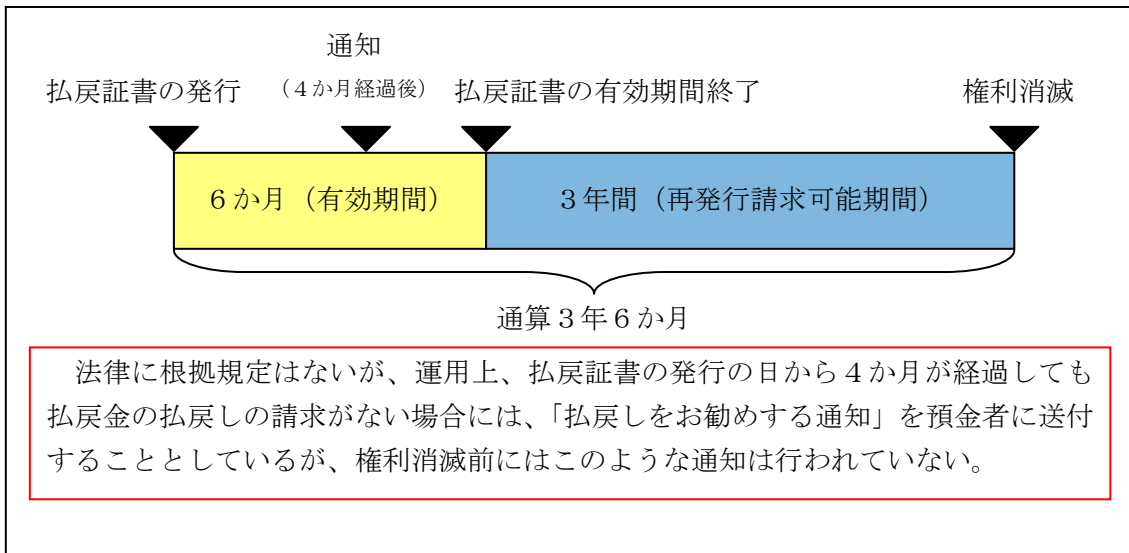 通知
払戻証書の発行 （４か月経過後） 払戻証書の有効期間終了 権利消滅
６か月（有効期間） ３年間（再発行請求可能期間）
通算３年６か月
法律に根拠規定はないが、運用上、払戻証書の発行の日から４か月が経過しても
払戻金の払戻しの請求がない場合には、「払戻しをお勧めする通知」を預金者に送付
することとしているが、権利消滅前にはこのような通知は行われていない。